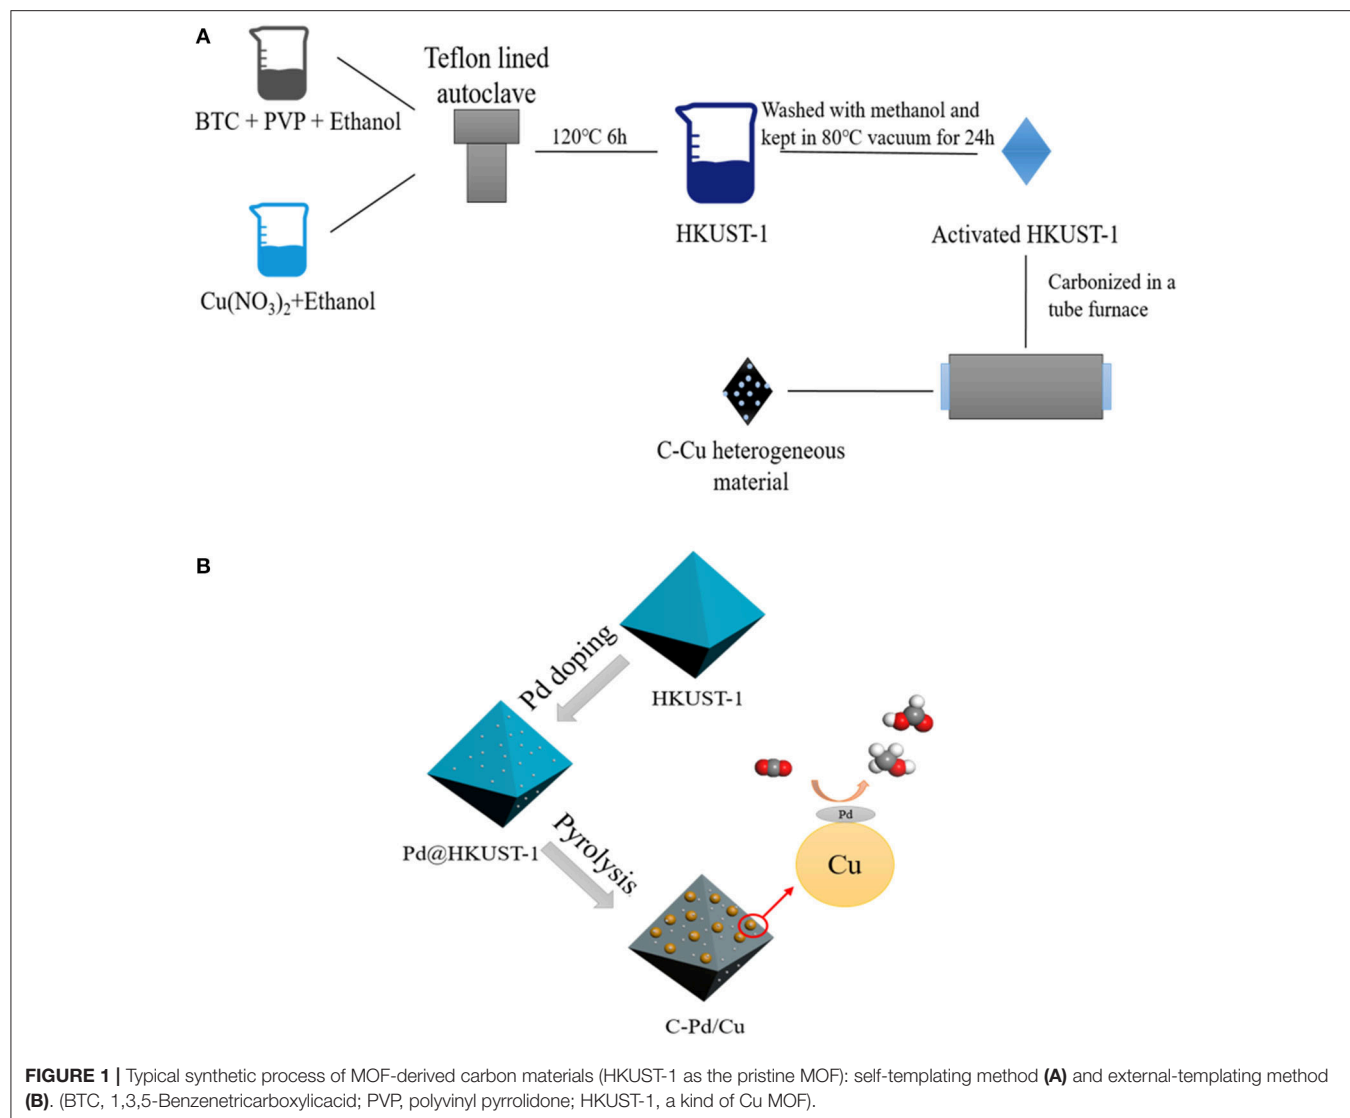 A
Teflon lined
autoclave
BTC + PVP + Ethanol
120℃ 6h
Washed with methanol and
kept in 80℃ vacuum for 24h
HKUST-1
Activated HKUST-1
Cu(NO₃)₂+Ethanol
Carbonized in a
tube furnace
C-Cu heterogeneous
material
B
Pd doping
HKUST-1
Pd@HKUST-1
Pyrolysis
Pd
Cu
C-Pd/Cu
FIGURE 1 | Typical synthetic process of MOF-derived carbon materials (HKUST-1 as the pristine MOF): self-templating method (A) and external-templating method
(B). (BTC, 1,3,5-Benzenetricarboxylicacid; PVP, polyvinyl pyrrolidone; HKUST-1, a kind of Cu MOF).